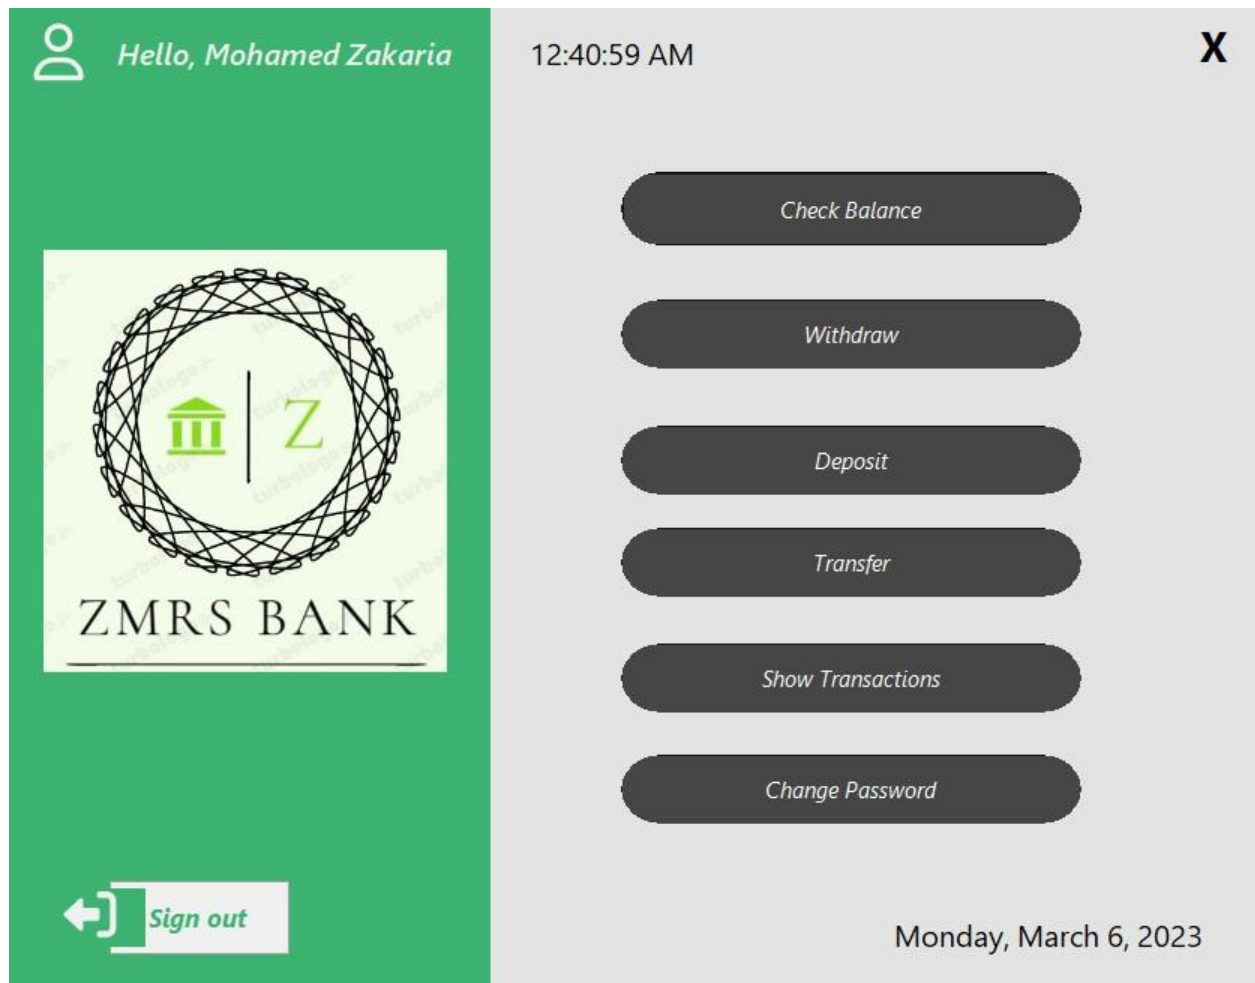 Hello, Mohamed Zakaria
12:40:59 AM
X
Check Balance
Withdraw
Deposit
Transfer
Show Transactions
Change Password
Z
ZMRS BANK
Sign out
Monday, March 6, 2023